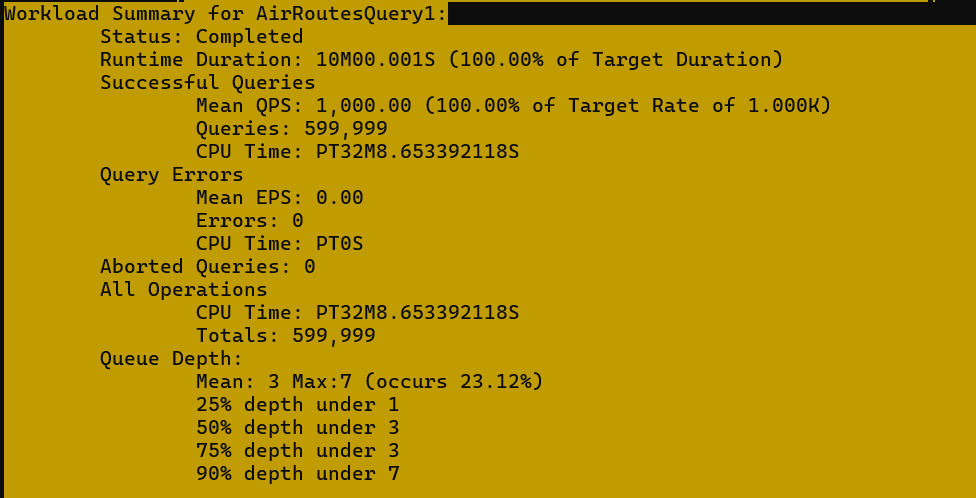 Workload Summary for AirRoutesQuery1:
Status: Completed
Runtime Duration: 10M00.001S (100.00% of Target Duration)
Successful Queries
Mean QPS: 1,000.00 (100.00% of Target Rate of 1.000K)
Queries: 599,999
CPU Time: PT32M8.653392118S
Query Errors
Mean EPS: 0.00
Errors: 0
CPU Time: PT0S
Aborted Queries: 0
All Operations
CPU Time: PT32M8.653392118S
Totals: 599,999
Queue Depth:
Mean: 3 Max:7 (occurs 23.12%)
25% depth under 1
50% depth under 3
75% depth under 3
90% depth under 7